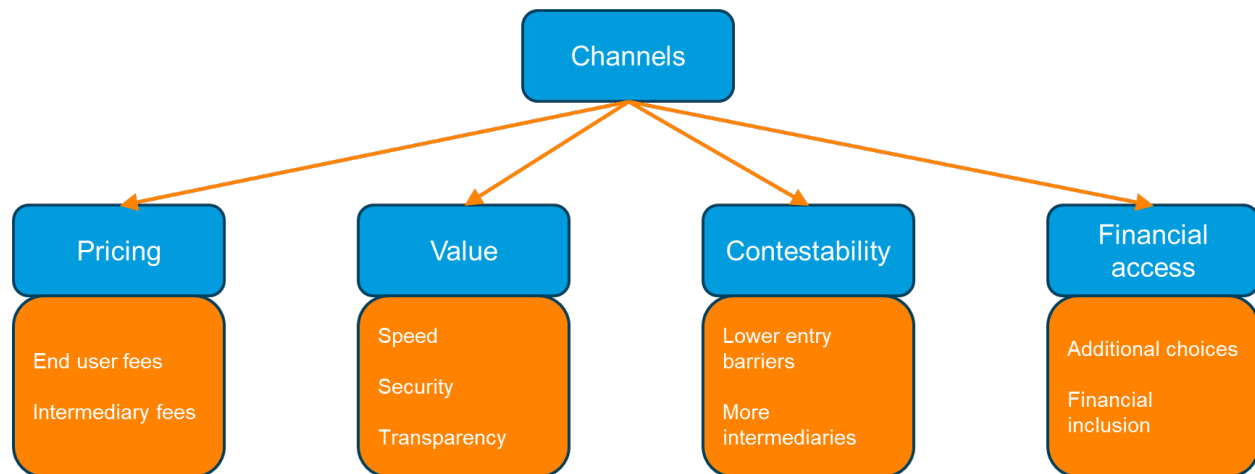 Channels
Pricing
End user fees
Intermediary fees
Value
Speed
Security
Transparency
Contestability
Lower entry
barriers
More
intermediaries
Financial
access
Additional choices
Financial
inclusion